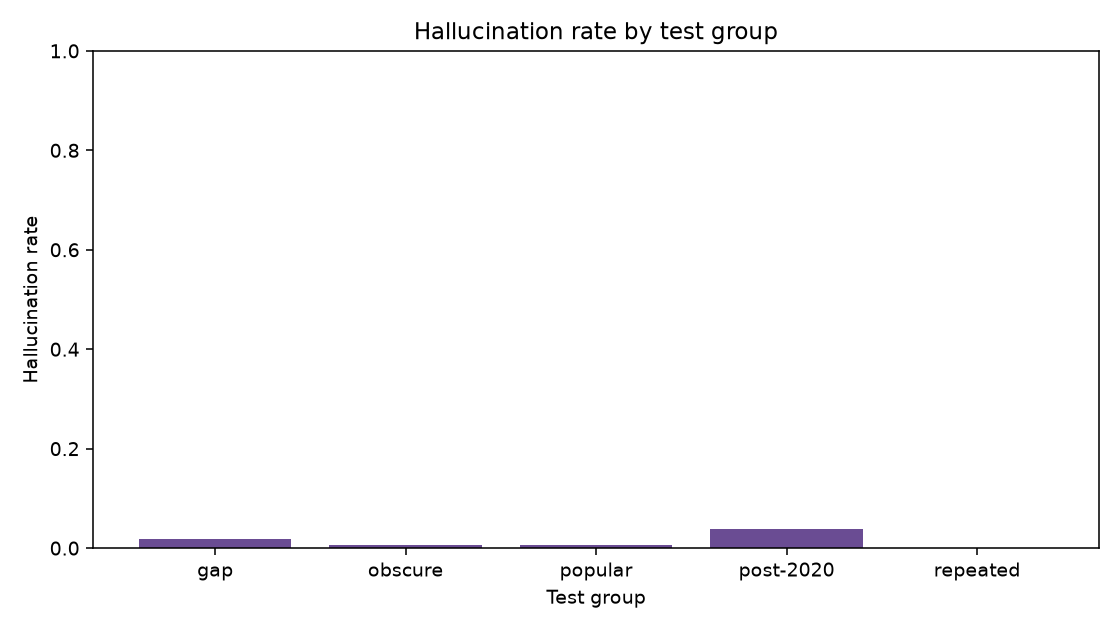 Hallucination rate by test group
1.0
0.8
0.6
0.4
0.2
0.0
Hallucination rate
gap obscure popular post-2020 repeated
Test group